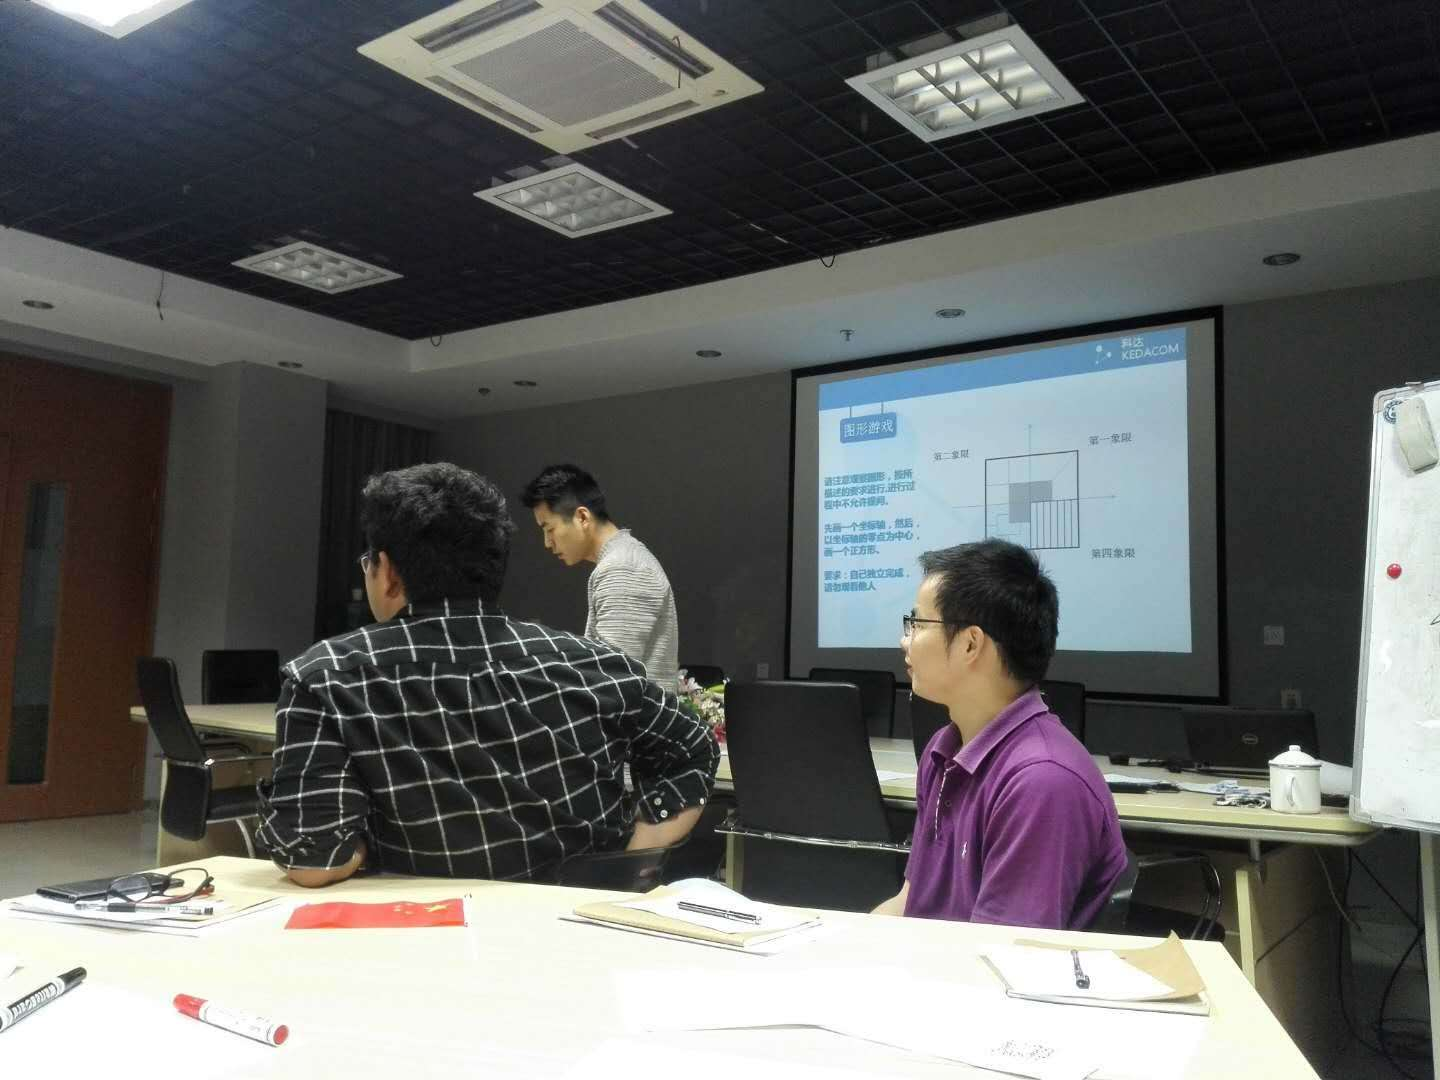 科达
KEDACOM
图形游戏
第一象限
第二象限
请注意观察图形，按所
描述的要求进行,进行过
程中不允许提问。
先画一个坐标轴，然后，
以坐标轴的零点为中心，
画一个正方形。
要求：自己独立完成，
请勿观看他人
第四象限
DELL